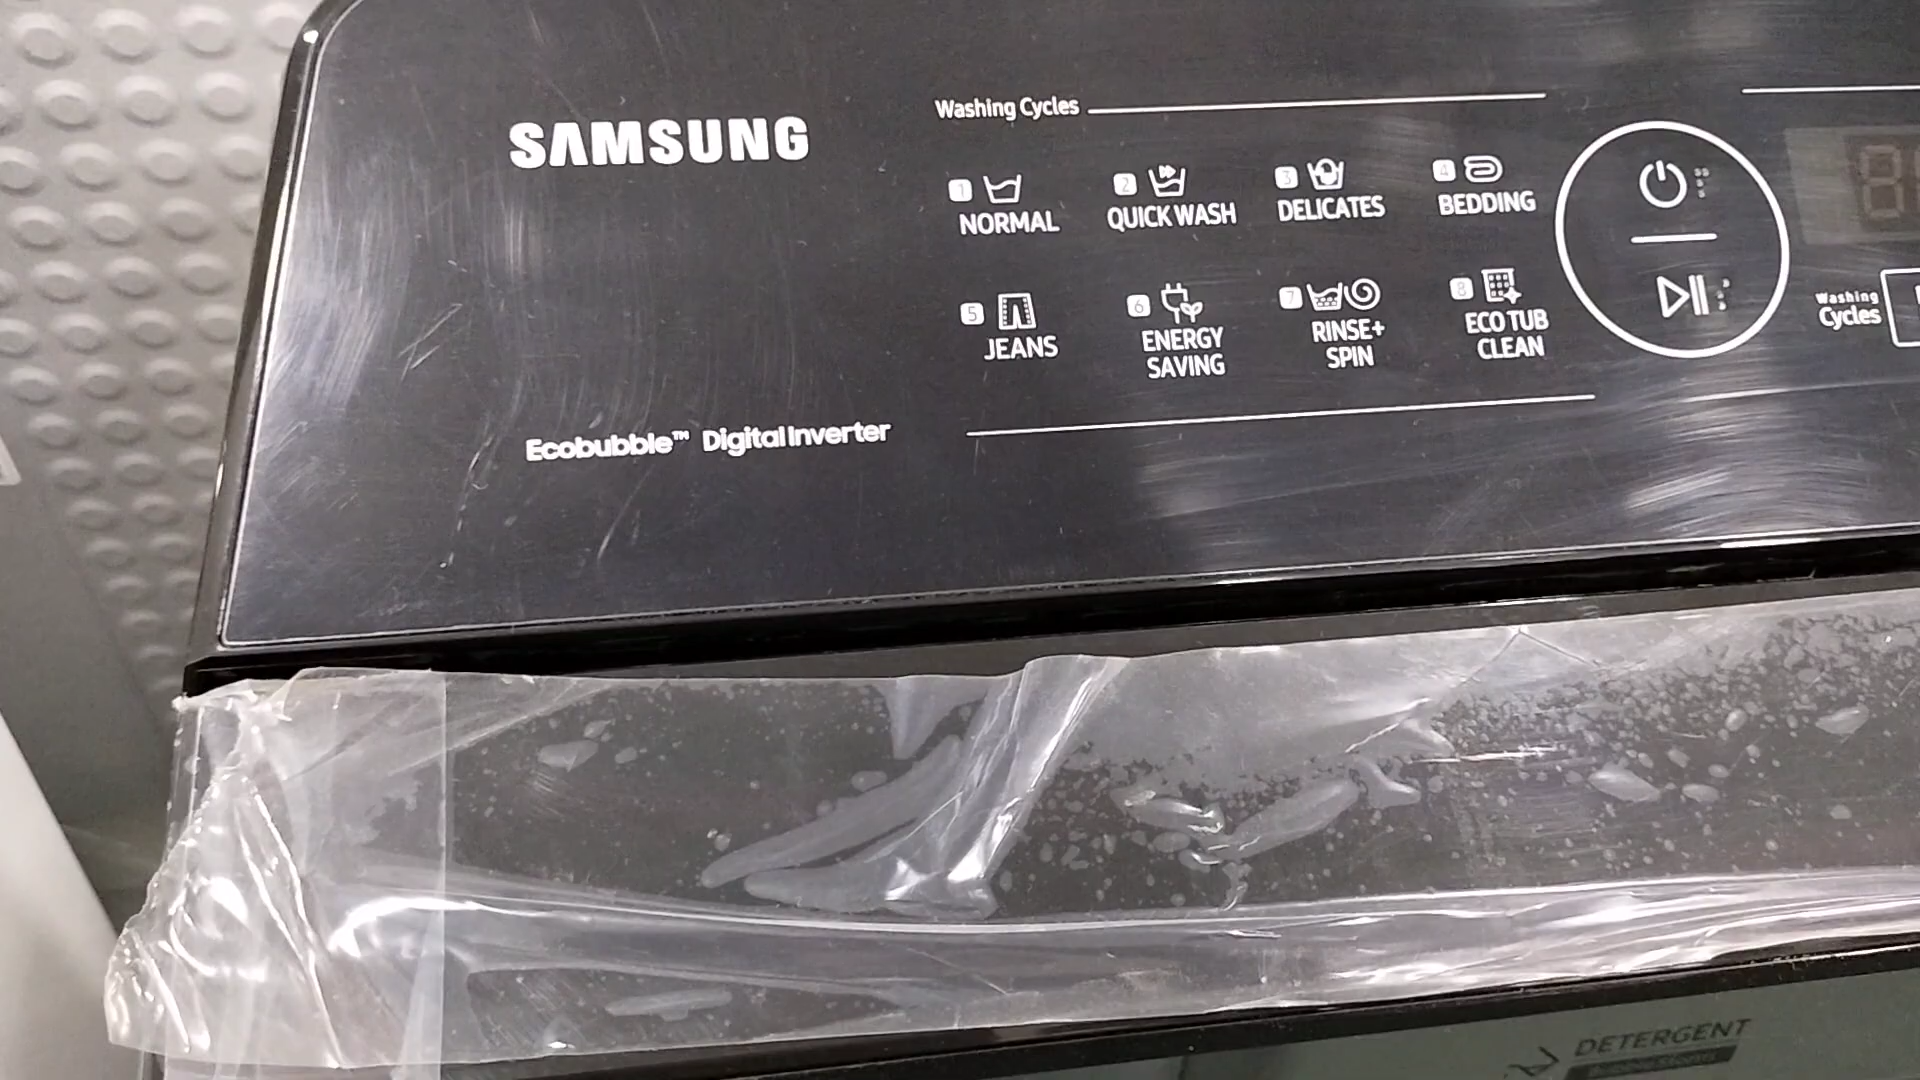 SAMSUNG
Washing Cycles
1 NORMAL
2 QUICK WASH
3 DELICATES
4 BEDDING
5 JEANS
6 ENERGY
SAVING
7 RINSE+
SPIN
8 ECO TUB
CLEAN
Washing
Cycles
Ecobubble™ Digital Inverter
DETERGENT